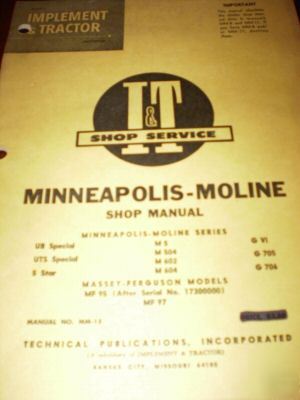 IMPLEMENT
& TRACTOR
IMPORTANT
I&T
SHOP SERVICE
MINNEAPOLIS-MOLINE
SHOP MANUAL
MINNEAPOLIS-MOLINE SERIES
UB Special M 5 G VI
UTS Special M 504 G-705
5 Star M 602 G 706
M 604
MASSEY-FERGUSON MODELS
MF 95 (After Serial No. 17300000)
MF 97
MANUAL NO. MM-13
TECHNICAL PUBLICATIONS, INCORPORATED
(A subsidiary of IMPLEMENT & TRACTOR)
KANSAS CITY, MISSOURI 64105